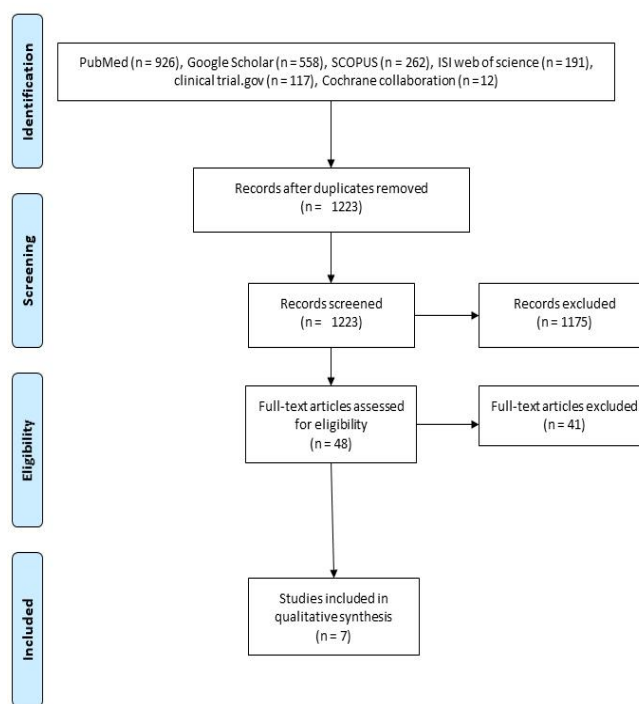 Identification
PubMed (n = 926), Google Scholar (n = 558), SCOPUS (n = 262), ISI web of science (n = 191),
clinical trial.gov (n = 117), Cochrane collaboration (n = 12)
Screening
Records after duplicates removed
(n = 1223)
Records screened
(n = 1223)
Records excluded
(n = 1175)
Eligibility
Full-text articles assessed
for eligibility
(n = 48)
Full-text articles excluded
(n = 41)
Included
Studies included in
qualitative synthesis
(n = 7)